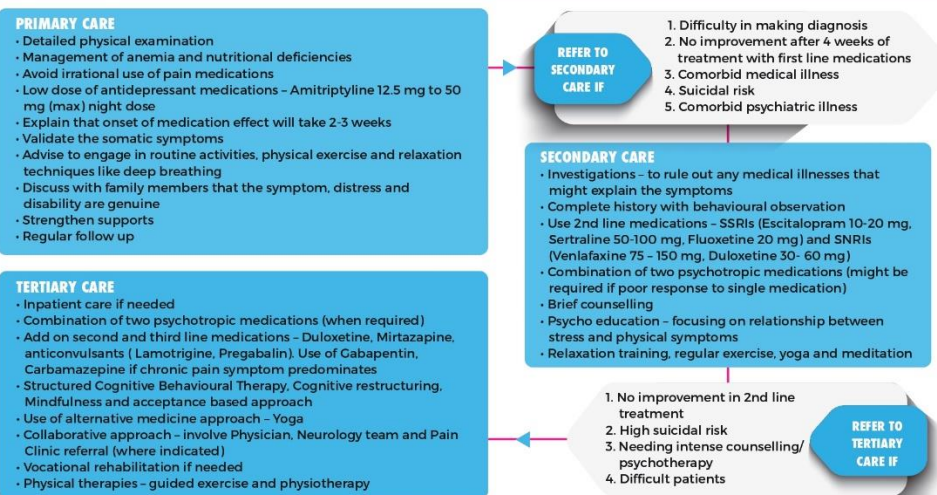 PRIMARY CARE
• Detailed physical examination
• Management of anemia and nutritional deficiencies
• Avoid irrational use of pain medications
• Low dose of antidepressant medications – Amitriptyline 12.5 mg to 50
mg (max) night dose
• Explain that onset of medication effect will take 2-3 weeks
• Validate the somatic symptoms
• Advise to engage in routine activities, physical exercise and relaxation
techniques like deep breathing
• Discuss with family members that the symptom, distress and
disability are genuine
• Strengthen supports
• Regular follow up
REFER TO
SECONDARY
CARE IF
1. Difficulty in making diagnosis
2. No improvement after 4 weeks of
treatment with first line medications
3. Comorbid medical illness
4. Suicidal risk
5. Comorbid psychiatric illness
SECONDARY CARE
• Investigations – to rule out any medical illnesses that
might explain the symptoms
• Complete history with behavioural observation
• Use 2nd line medications – SSRIs (Escitalopram 10-20 mg,
Sertraline 50-100 mg, Fluoxetine 20 mg) and SNRIs
(Venlafaxine 75 – 150 mg, Duloxetine 30- 60 mg)
• Combination of two psychotropic medications (might be
required if poor response to single medication)
• Brief counselling
• Psycho education – focusing on relationship between
stress and physical symptoms
• Relaxation training, regular exercise, yoga and meditation
1. No improvement in 2nd line
treatment
2. High suicidal risk
3. Needing intense counselling/
psychotherapy
4. Difficult patients
REFER TO
TERTIARY
CARE IF
TERTIARY CARE
• Inpatient care if needed
• Combination of two psychotropic medications (when required)
• Add on second and third line medications – Duloxetine, Mirtazapine,
anticonvulsants ( Lamotrigine, Pregabalin). Use of Gabapentin,
Carbamazepine if chronic pain symptom predominates
• Structured Cognitive Behavioural Therapy, Cognitive restructuring,
Mindfulness and acceptance based approach
• Use of alternative medicine approach – Yoga
• Collaborative approach – involve Physician, Neurology team and Pain
Clinic referral (where indicated)
• Vocational rehabilitation if needed
• Physical therapies – guided exercise and physiotherapy